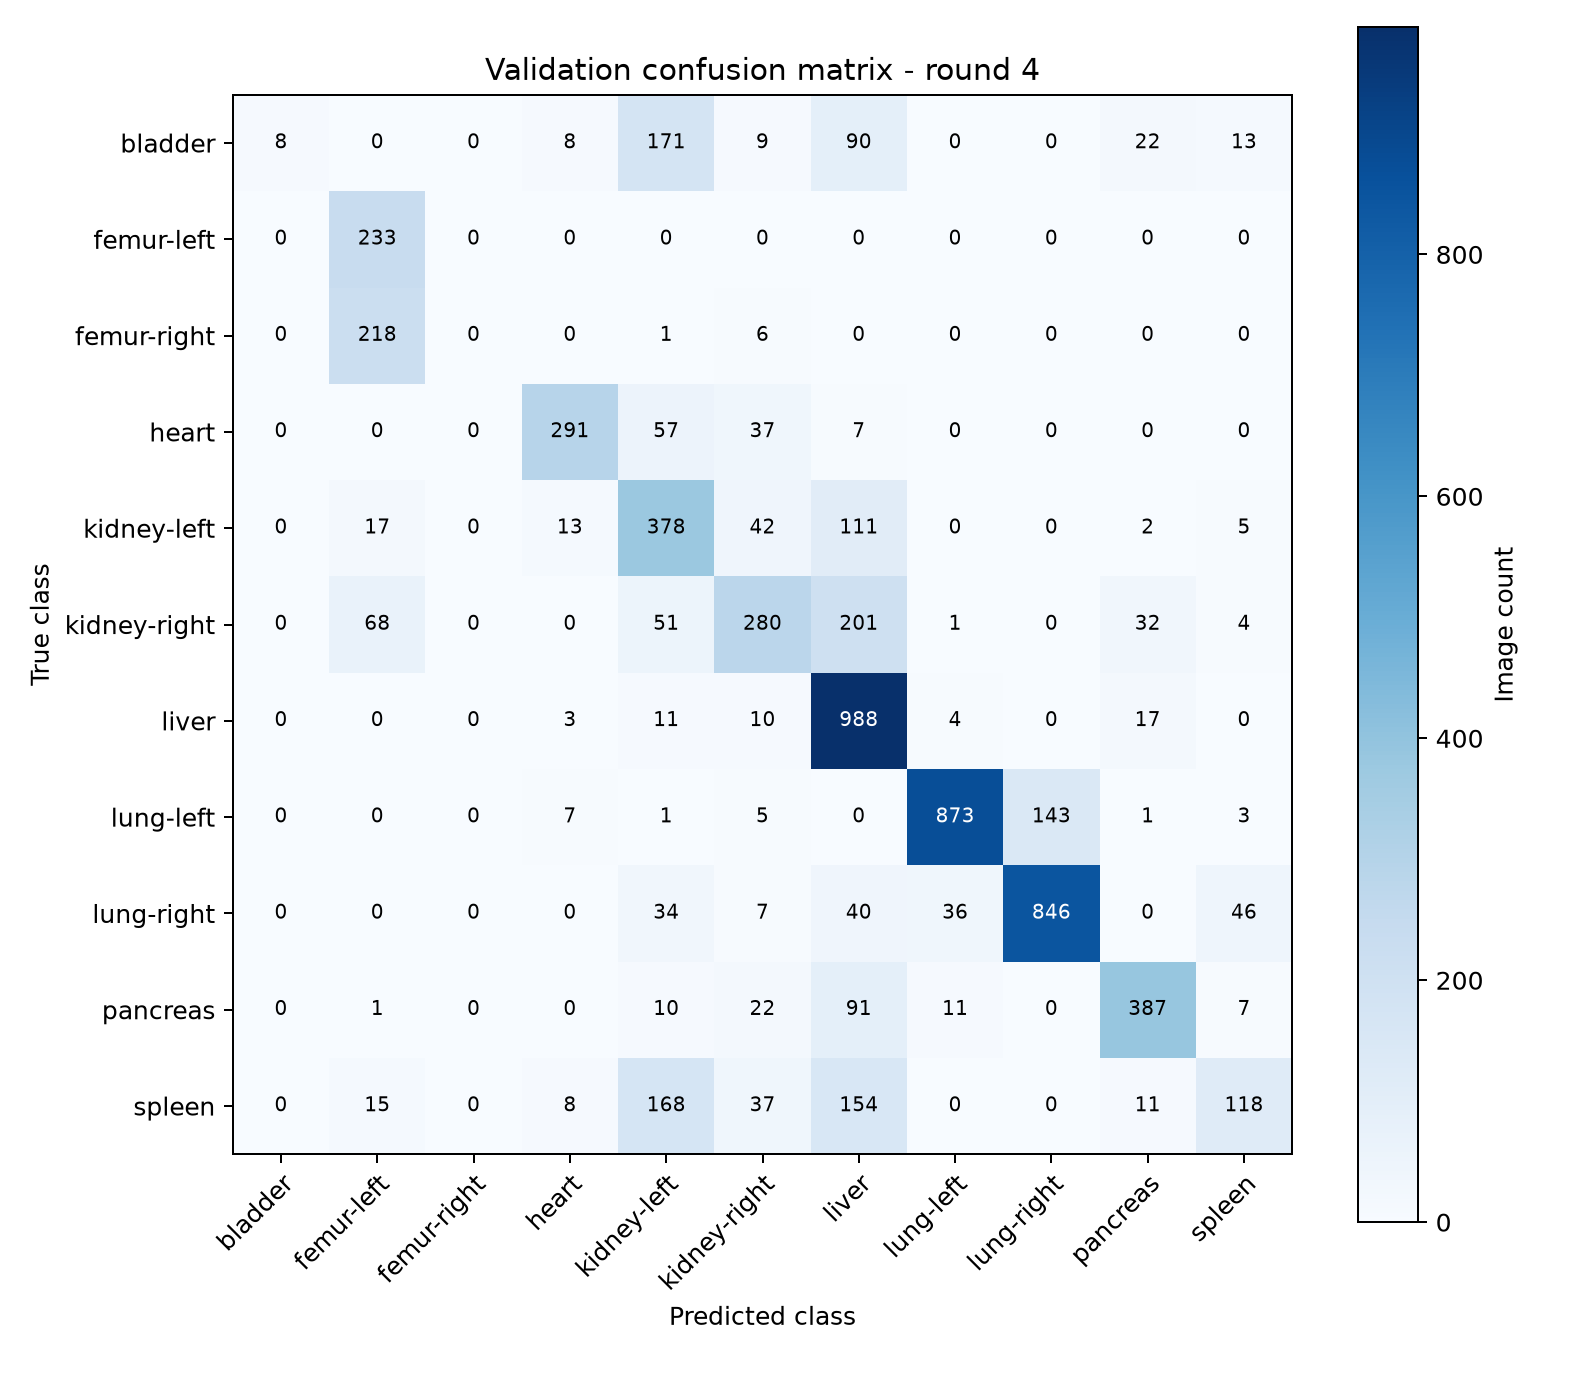 Validation confusion matrix - round 4
bladder 8 0 0 8 171 9 90 0 0 22 13
femur-left 0 233 0 0 0 0 0 0 0 0 0
femur-right 0 218 0 0 1 6 0 0 0 0 0
heart 0 0 0 291 57 37 7 0 0 0 0
kidney-left 0 17 0 13 378 42 111 0 0 2 5
kidney-right 0 68 0 0 51 280 201 1 0 32 4
liver 0 0 0 3 11 10 988 4 0 17 0
lung-left 0 0 0 7 1 5 0 873 143 1 3
lung-right 0 0 0 0 34 7 40 36 846 0 46
pancreas 0 1 0 0 10 22 91 11 0 387 7
spleen 0 15 0 8 168 37 154 0 0 11 118
bladder femur-left femur-right heart kidney-left kidney-right liver lung-left lung-right pancreas spleen
Predicted class
True class
800
600
400
200
0
Image count